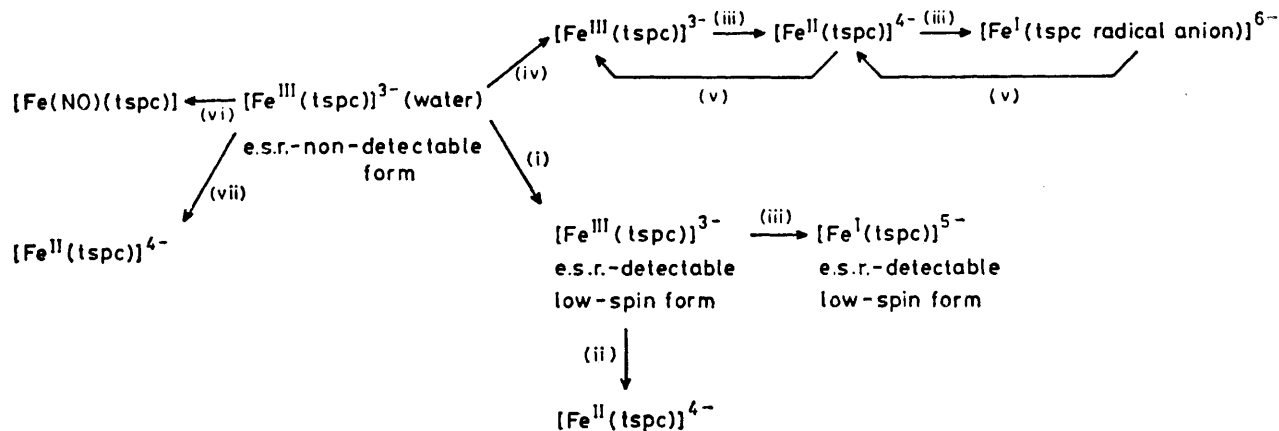 [Fe^III(tspc)]^3− (iii) [Fe^II(tspc)]^4− (iii) [Fe^I(tspc radical anion)]^6−
(iv) (v) (v)
[Fe(NO)(tspc)] (vi) [Fe^III(tspc)]^3−(water)
e.s.r.-non-detectable
form
(i)
(vii)
[Fe^II(tspc)]^4−
[Fe^III(tspc)]^3− (iii) [Fe^I(tspc)]^5−
e.s.r.-detectable e.s.r.-detectable
low-spin form low-spin form
(ii)
[Fe^II(tspc)]^4−